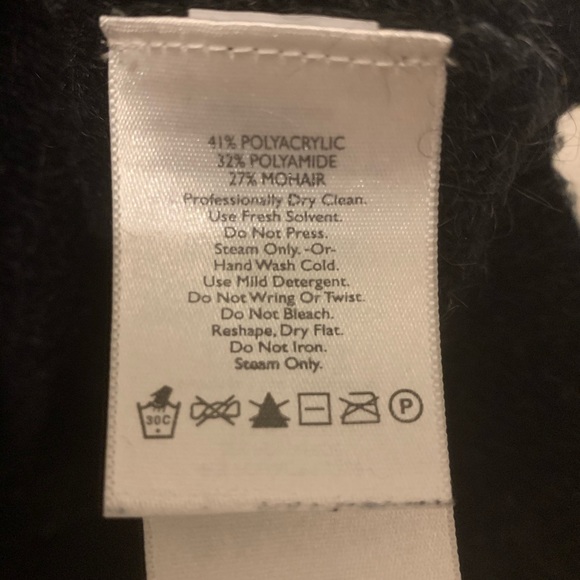 41% POLYACRYLIC
32% POLYAMIDE
27% MOHAIR
Professionally Dry Clean.
Use Fresh Solvent.
Do Not Press.
Steam Only. -Or-
Hand Wash Cold.
Use Mild Detergent.
Do Not Wring Or Twist.
Do Not Bleach.
Reshape, Dry Flat.
Do Not Iron.
Steam Only.
30C P